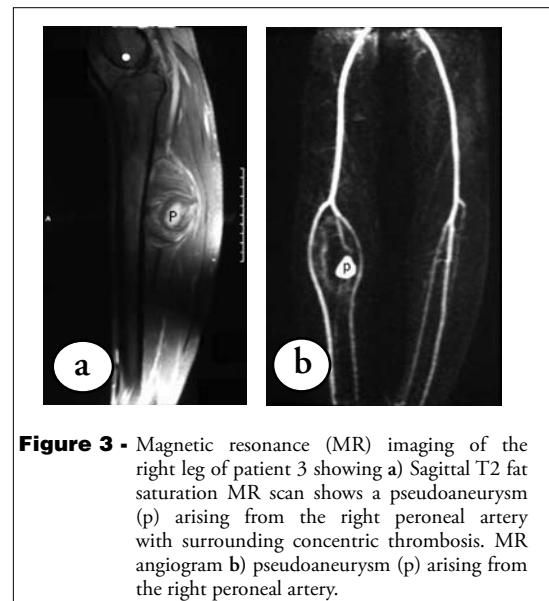 A
P
a
p
b
Figure 3 - Magnetic resonance (MR) imaging of the
right leg of patient 3 showing a) Sagittal T2 fat
saturation MR scan shows a pseudoaneurysm
(p) arising from the right peroneal artery
with surrounding concentric thrombosis. MR
angiogram b) pseudoaneurysm (p) arising from
the right peroneal artery.